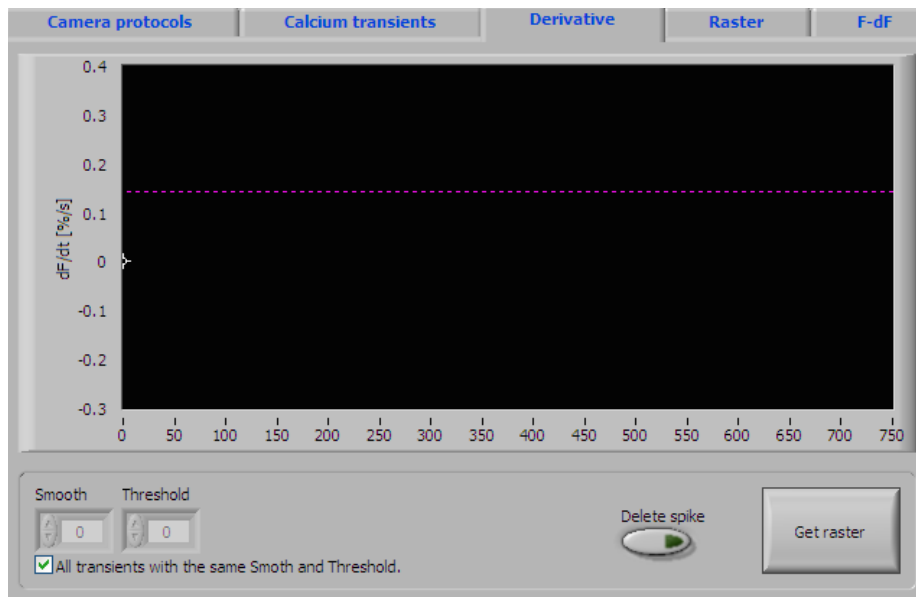 Camera protocols Calcium transients Derivative Raster F-dF
0.4
0.3
0.2
0.1
0
-0.1
-0.2
-0.3
dF/dt [%/s]
0 50 100 150 200 250 300 350 400 450 500 550 600 650 700 750
Smooth Threshold
0 0
All transients with the same Smoth and Threshold.
Delete spike
Get raster